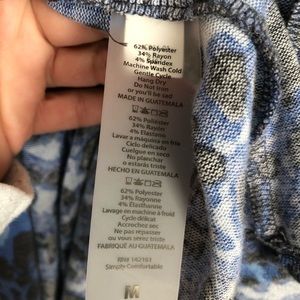 62% Polyester
34% Rayon
4% Spandex
Machine Wash Cold
Gentle Cycle
Hang Dry
Do Not Iron
or you'll be sad
MADE IN GUATEMALA
62% Poliéster
34% Rayón
4% Elastano
Lavar a máquina en frío
Ciclo delicado
Cuelgue en seco
No planchar
o estarás triste
HECHO EN GUATEMALA
62% Polyester
34% Rayonne
4% Élasthanne
Lavage en machine à froid
Cycle délicat
Accrochez sec
Ne pas repasser
ou vous serez triste
FABRIQUÉ AU GUATEMALA
RN# 142161
Simply Comfortable
M